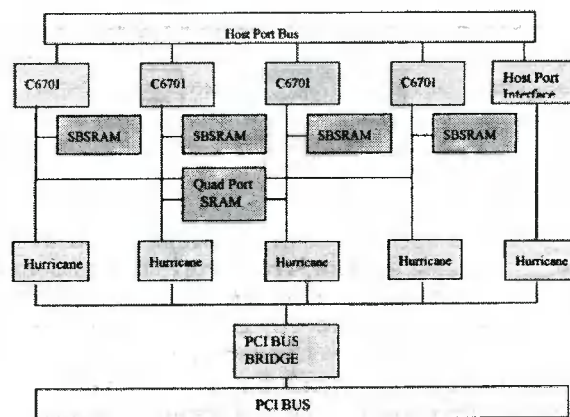 Host Port Bus
C6701
C6701
C6701
C6701
Host Port
Interface
SBSRAM
SBSRAM
SBSRAM
SBSRAM
Quad Port
SRAM
Hurricane
Hurricane
Hurricane
Hurricane
Hurricane
PCI BUS
BRIDGE
PCI BUS